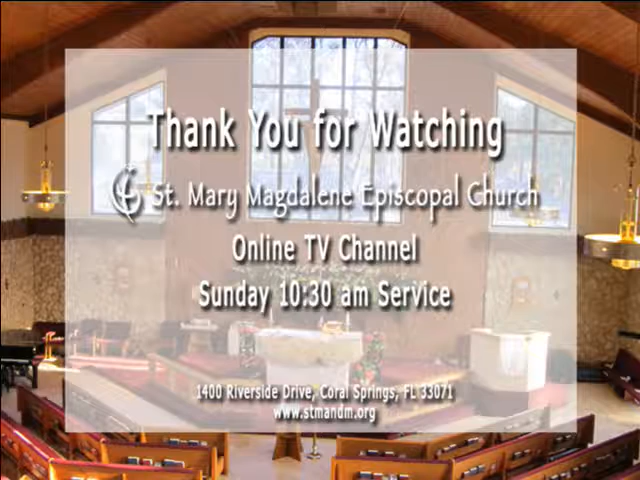 Thank You for Watching
St. Mary Magdalene Episcopal Church
Online TV Channel
Sunday 10:30 am Service
1400 Riverside Drive, Coral Springs, FL 33071
www.stmandm.org